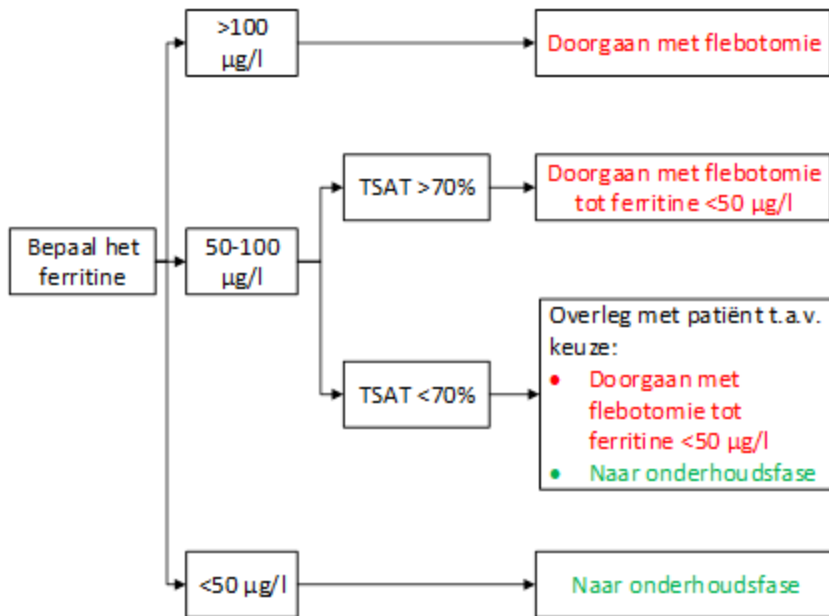 >100
µg/l
Doorgaan met flebotomie
TSAT >70%
Doorgaan met flebotomie
tot ferritine <50 µg/l
Bepaal het
ferritine
50-100
µg/l
Overleg met patiënt t.a.v.
keuze:
• Doorgaan met
flebotomie tot
ferritine <50 µg/l
• Naar onderhoudsfase
TSAT <70%
<50 µg/l
Naar onderhoudsfase